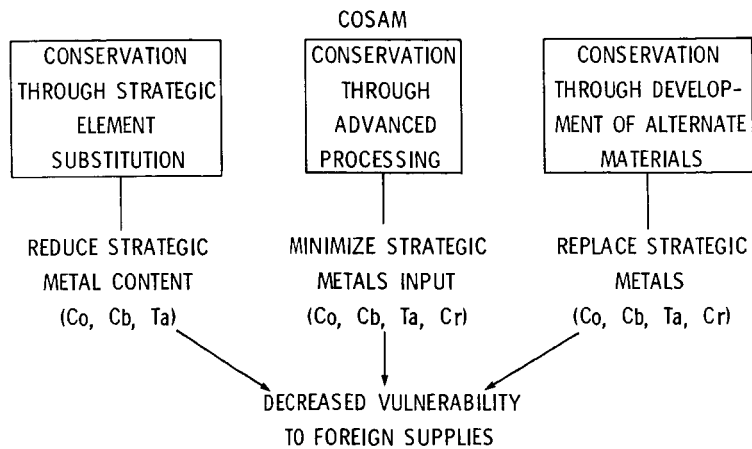 COSAM
CONSERVATION
THROUGH STRATEGIC
ELEMENT
SUBSTITUTION
CONSERVATION
THROUGH
ADVANCED
PROCESSING
CONSERVATION
THROUGH DEVELOP-
MENT OF ALTERNATE
MATERIALS
REDUCE STRATEGIC
METAL CONTENT
(Co, Cb, Ta)
MINIMIZE STRATEGIC
METALS INPUT
(Co, Cb, Ta, Cr)
REPLACE STRATEGIC
METALS
(Co, Cb, Ta, Cr)
DECREASED VULNERABILITY
TO FOREIGN SUPPLIES